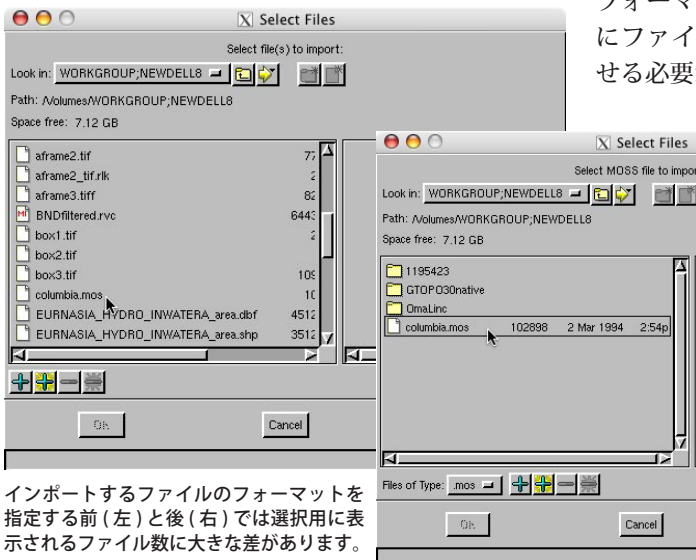 Select Files
Select file(s) to import:
Look in: WORKGROUP;NEWDELL8
Path: /Volumes/WORKGROUP;NEWDELL8
Space free: 7.12 GB
aframe2.tif
aframe2_tif.rlk
aframe3.tiff
BNDfiltered.rvc
box1.tif
box2.tif
box3.tif
columbia.mos
EURNASIA_HYDRO_INWATERA_area.dbf 4512
EURNASIA_HYDRO_INWATERA_area.shp 3512
OK
Cancel
にファイ
せる必要
Select Files
Select MOSS file to impor
Look in: WORKGROUP;NEWDELL8
Path: /Volumes/WORKGROUP;NEWDELL8
Space free: 7.12 GB
1195423
GTOPO30native
OmaLinc
columbia.mos 102898 2 Mar 1994 2:54p
Files of Type: .mos
OK
Cancel
インポートするファイルのフォーマットを
指定する前 ( 左 ) と後 ( 右 ) では選択用に表
示されるファイル数に大きな差があります。